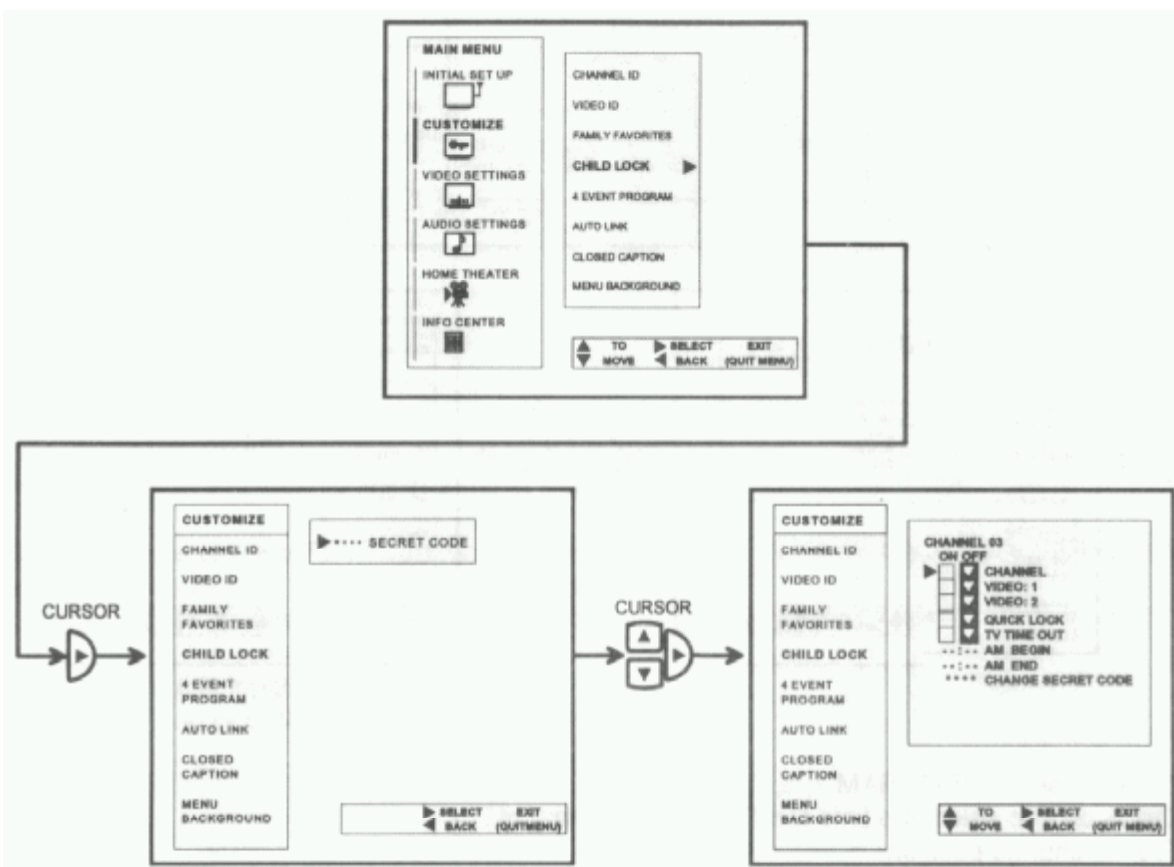 MAIN MENU
INITIAL SET UP
CUSTOMIZE
VIDEO SETTINGS
AUDIO SETTINGS
HOME THEATER
INFO CENTER
CHANNEL ID
VIDEO ID
FAMILY FAVORITES
CHILD LOCK
4 EVENT PROGRAM
AUTO LINK
CLOSED CAPTION
MENU BACKGROUND
TO SELECT EXIT
MOVE BACK (QUIT MENU)
CURSOR
CUSTOMIZE
CHANNEL ID
VIDEO ID
FAMILY
FAVORITES
CHILD LOCK
4 EVENT
PROGRAM
AUTO LINK
CLOSED
CAPTION
MENU
BACKGROUND
**** SECRET CODE
SELECT EXIT
BACK (QUITMENU)
CURSOR
CUSTOMIZE
CHANNEL ID
VIDEO ID
FAMILY
FAVORITES
CHILD LOCK
4 EVENT
PROGRAM
AUTO LINK
CLOSED
CAPTION
MENU
BACKGROUND
CHANNEL 03
ON OFF
CHANNEL
VIDEO: 1
VIDEO: 2
QUICK LOCK
TV TIME OUT
--:-- AM BEGIN
--:-- AM END
**** CHANGE SECRET CODE
TO SELECT EXIT
MOVE BACK (QUIT MENU)